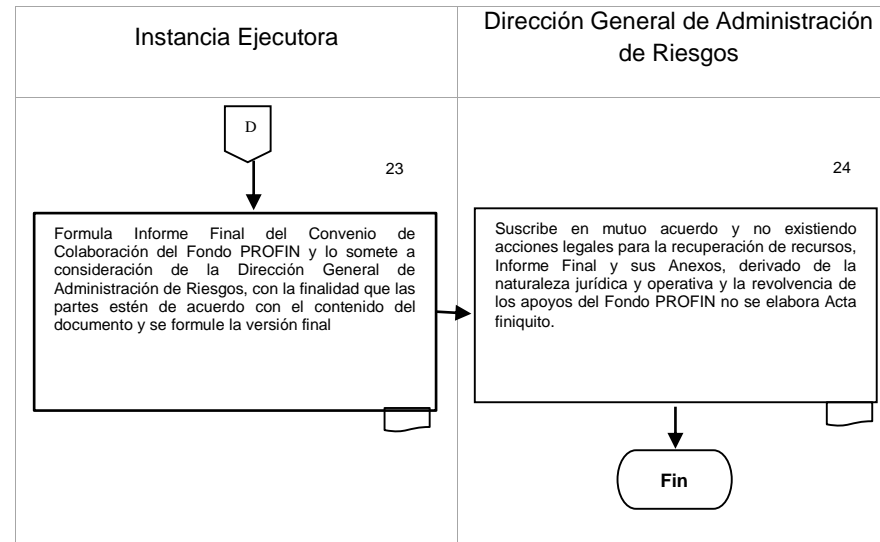 Instancia Ejecutora
Dirección General de Administración
de Riesgos
D
23
Formula Informe Final del Convenio de
Colaboración del Fondo PROFIN y lo somete a
consideración de la Dirección General de
Administración de Riesgos, con la finalidad que las
partes estén de acuerdo con el contenido del
documento y se formule la versión final
24
Suscribe en mutuo acuerdo y no existiendo
acciones legales para la recuperación de recursos,
Informe Final y sus Anexos, derivado de la
naturaleza jurídica y operativa y la revolvencia de
los apoyos del Fondo PROFIN no se elabora Acta
finiquito.
Fin